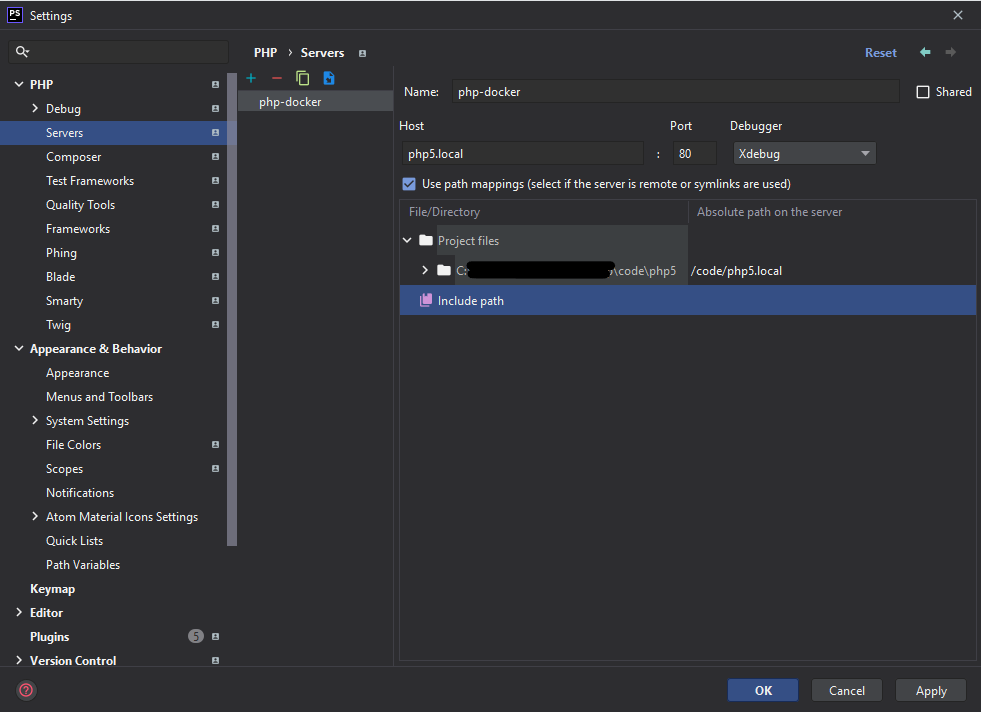 PS Settings
PHP › Servers
Reset
PHP
Debug
Servers
Composer
Test Frameworks
Quality Tools
Frameworks
Phing
Blade
Smarty
Twig
Appearance & Behavior
Appearance
Menus and Toolbars
System Settings
File Colors
Scopes
Notifications
Atom Material Icons Settings
Quick Lists
Path Variables
Keymap
Editor
Plugins 5
Version Control
php-docker
Name: php-docker
Shared
Host Port Debugger
php5.local : 80 Xdebug
Use path mappings (select if the server is remote or symlinks are used)
File/Directory Absolute path on the server
Project files
C: \code\php5 /code/php5.local
Include path
?
OK Cancel Apply